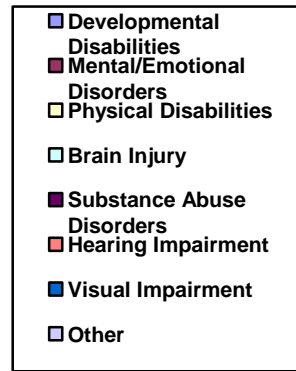 Developmental
Disabilities
Mental/Emotional
Disorders
Physical Disabilities
Brain Injury
Substance Abuse
Disorders
Hearing Impairment
Visual Impairment
Other